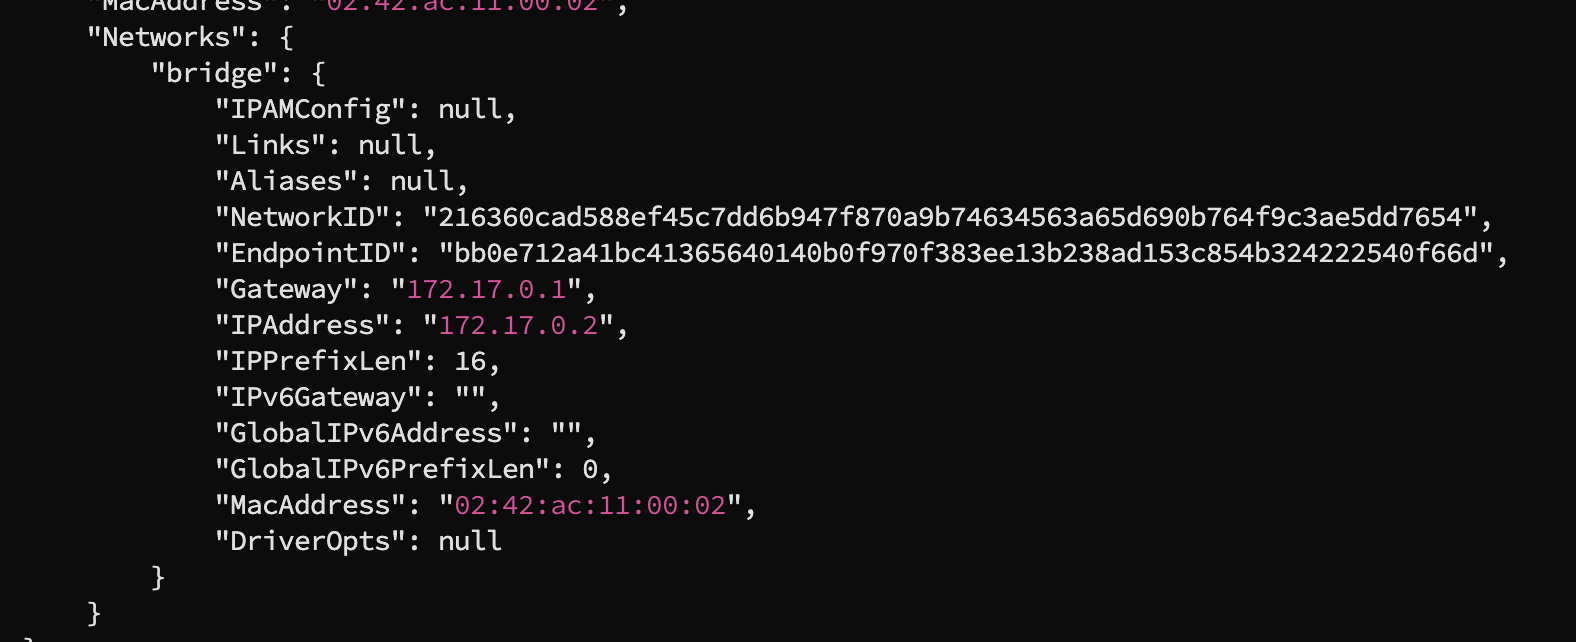 "MacAddress": "02:42:ac:11:00:02",
"Networks": {
"bridge": {
"IPAMConfig": null,
"Links": null,
"Aliases": null,
"NetworkID": "216360cad588ef45c7dd6b947f870a9b74634563a65d690b764f9c3ae5dd7654",
"EndpointID": "bb0e712a41bc41365640140b0f970f383ee13b238ad153c854b324222540f66d",
"Gateway": "172.17.0.1",
"IPAddress": "172.17.0.2",
"IPPrefixLen": 16,
"IPv6Gateway": "",
"GlobalIPv6Address": "",
"GlobalIPv6PrefixLen": 0,
"MacAddress": "02:42:ac:11:00:02",
"DriverOpts": null
}
}
}